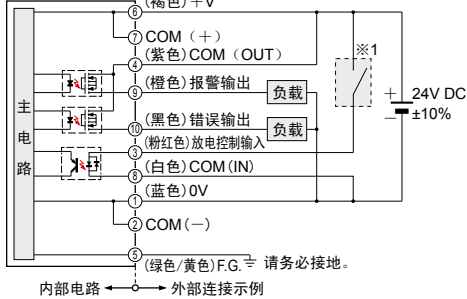 ⑥ (褐色)＋V
⑦ COM（＋）
④ (紫色)COM（OUT）
※1
⑨ (橙色)报警输出
负载
24V DC
±10%
＋
－
主电路
⑩ (黑色)错误输出
负载
③ (粉红色)放电控制输入
⑧ (白色)COM(IN)
① (蓝色)0V
② COM(－)
⑤ (绿色/黄色)F.G. 请务必接地。
内部电路 外部连接示例